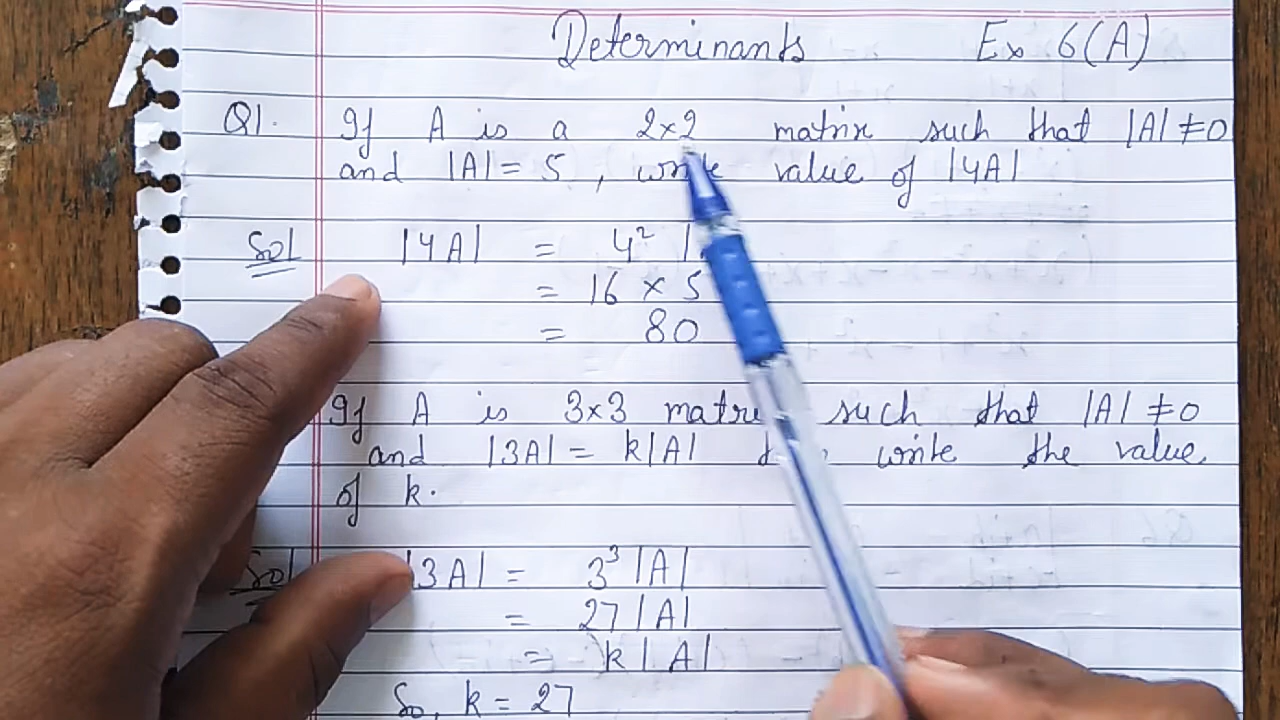 Determinants Ex 6(A)
Q1. If A is a 2×2 matrix such that |A| ≠ 0
and |A| = 5, write value of |4A|
Sol |4A| = 4² |
= 16 × 5
= 80
If A is 3×3 such that |A| ≠ 0
and |3A| = k|A| write the value
of k.
Sol |3A| = 3³ |A|
= 27 |A|
= k |A|
So, k = 27